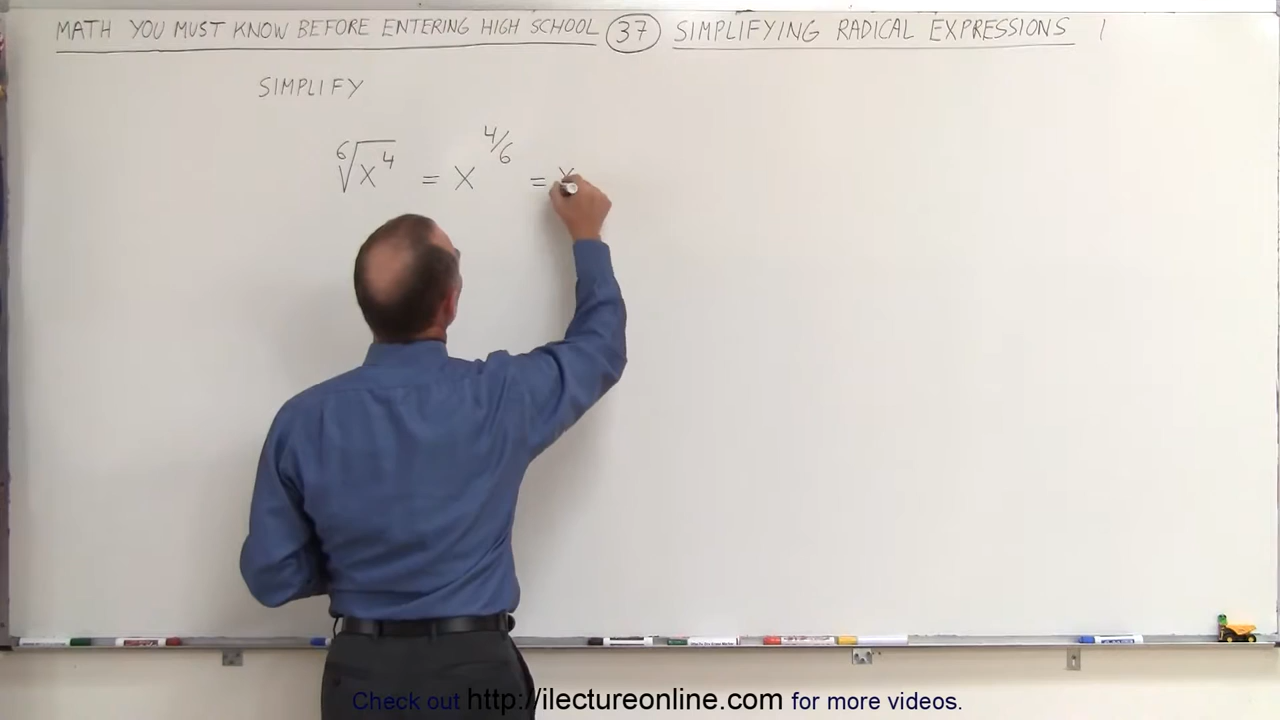 MATH YOU MUST KNOW BEFORE ENTERING HIGH SCHOOL 37 SIMPLIFYING RADICAL EXPRESSIONS 1
SIMPLIFY
⁶√x⁴ = x^4/6 = x
Check out http://ilectureonline.com for more videos.